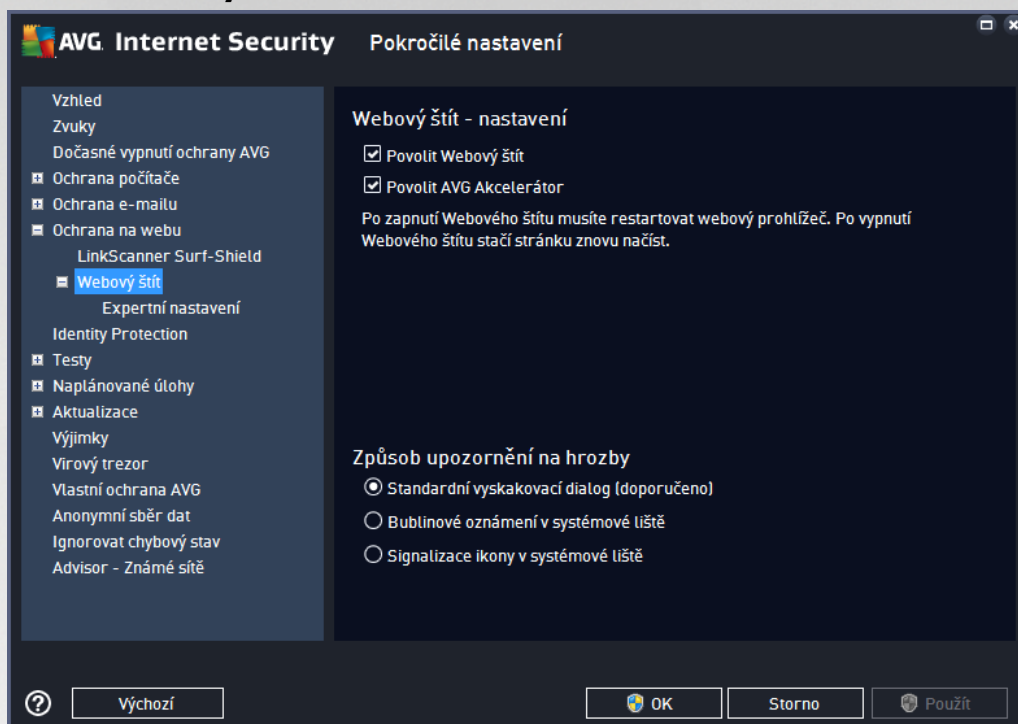 AVG. Internet Security Pokročilé nastavení
Vzhled
Zvuky
Dočasné vypnutí ochrany AVG
Ochrana počítače
Ochrana e-mailu
Ochrana na webu
LinkScanner Surf-Shield
Webový štít
Expertní nastavení
Identity Protection
Testy
Naplánované úlohy
Aktualizace
Výjimky
Virový trezor
Vlastní ochrana AVG
Anonymní sběr dat
Ignorovat chybový stav
Advisor - Známé sítě
Webový štít - nastavení
Povolit Webový štít
Povolit AVG Akcelerátor
Po zapnutí Webového štítu musíte restartovat webový prohlížeč. Po vypnutí
Webového štítu stačí stránku znovu načíst.
Způsob upozornění na hrozby
Standardní vyskakovací dialog (doporučeno)
Bublinové oznámení v systémové liště
Signalizace ikony v systémové liště
? Výchozí OK Storno Použít